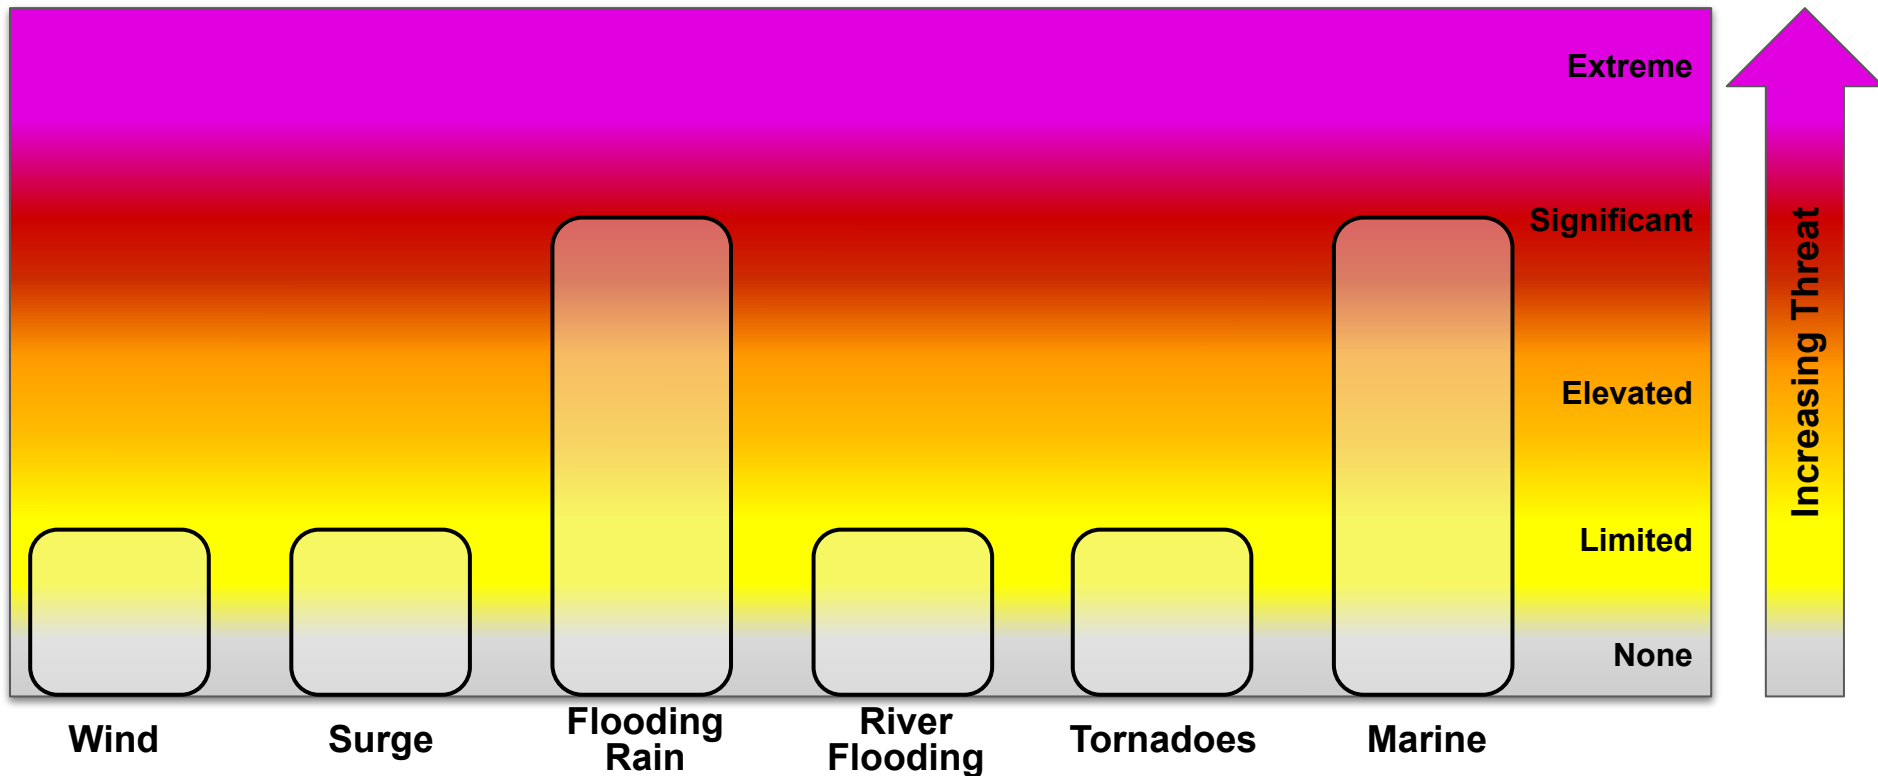 Extreme
Significant
Elevated
Limited
None
Increasing Threat
Wind
Surge
Flooding
Rain
River
Flooding
Tornadoes
Marine